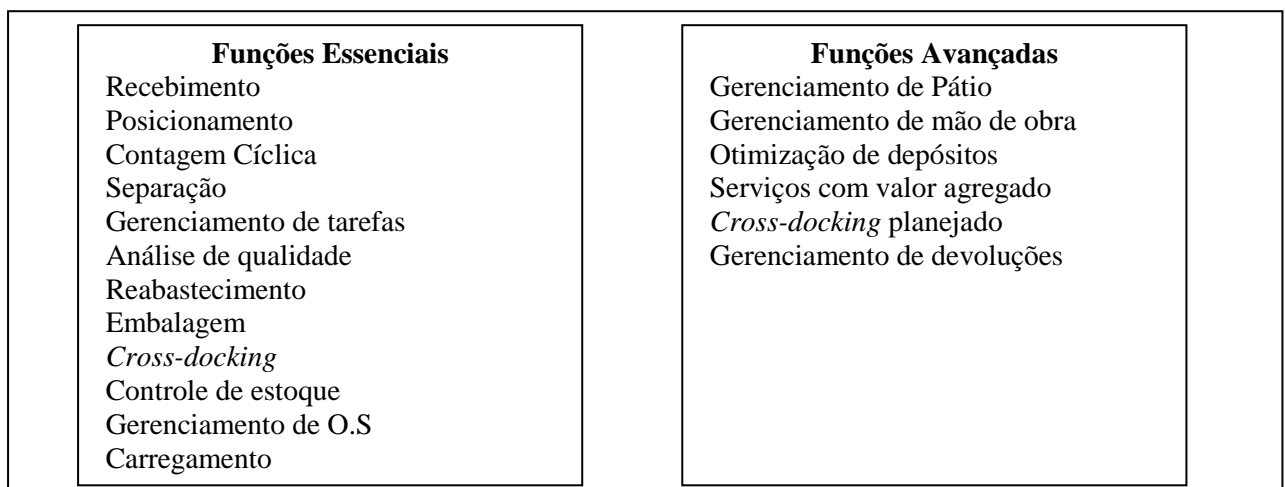 Funções Essenciais
Recebimento
Posicionamento
Contagem Cíclica
Separação
Gerenciamento de tarefas
Análise de qualidade
Reabastecimento
Embalagem
Cross-docking
Controle de estoque
Gerenciamento de O.S
Carregamento
Funções Avançadas
Gerenciamento de Pátio
Gerenciamento de mão de obra
Otimização de depósitos
Serviços com valor agregado
Cross-docking planejado
Gerenciamento de devoluções